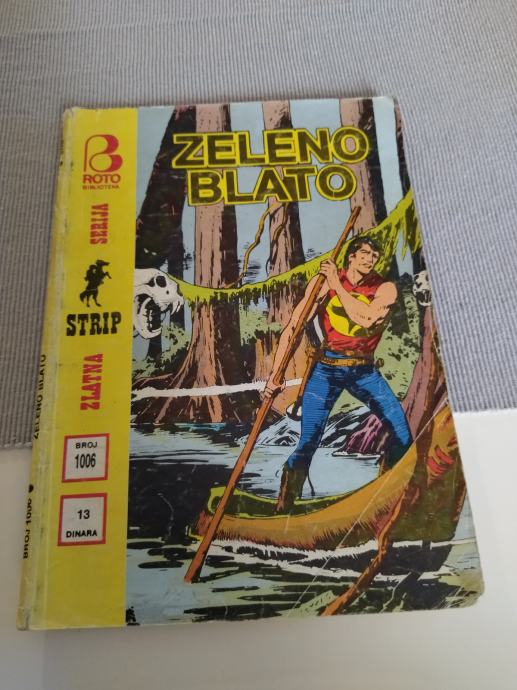 ZELENO
BLATO
ROTO
BIBLIOTEKA
ZLATNA SERIJA
STRIP
BROJ
1006
13
DINARA
BROJ 1006 ● ZELENO BLATO